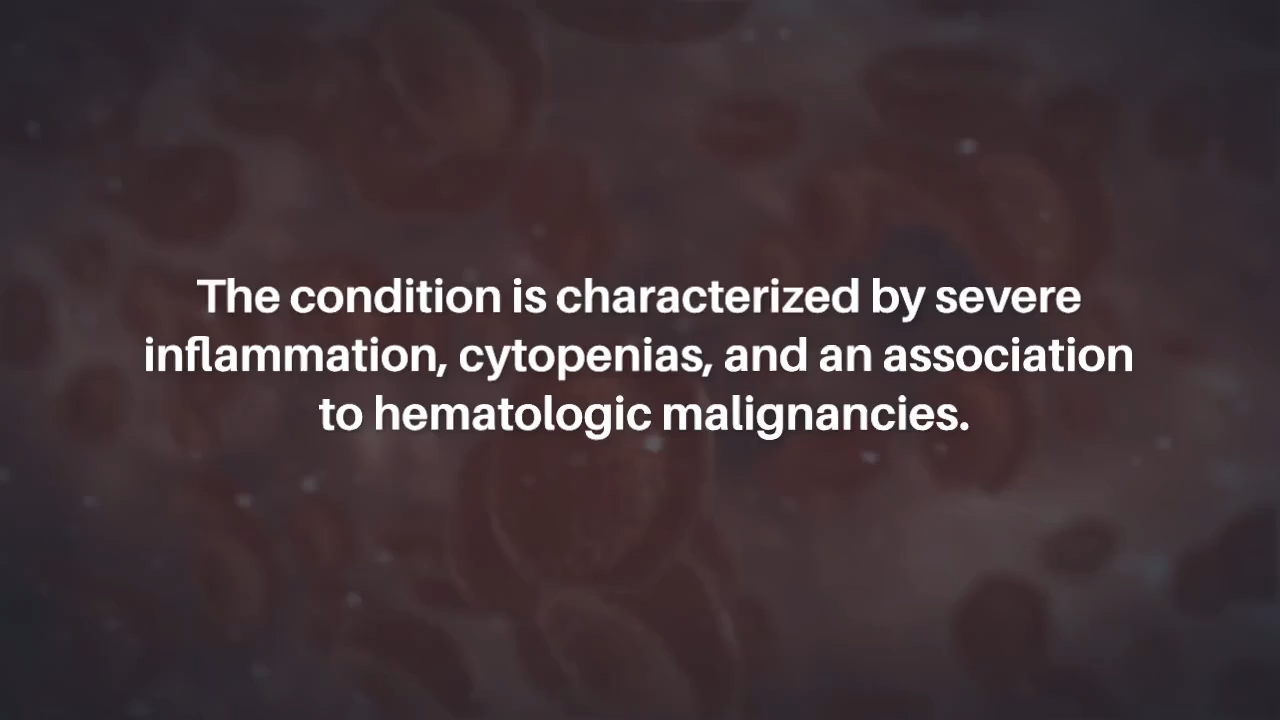 The condition is characterized by severe
inflammation, cytopenias, and an association
to hematologic malignancies.